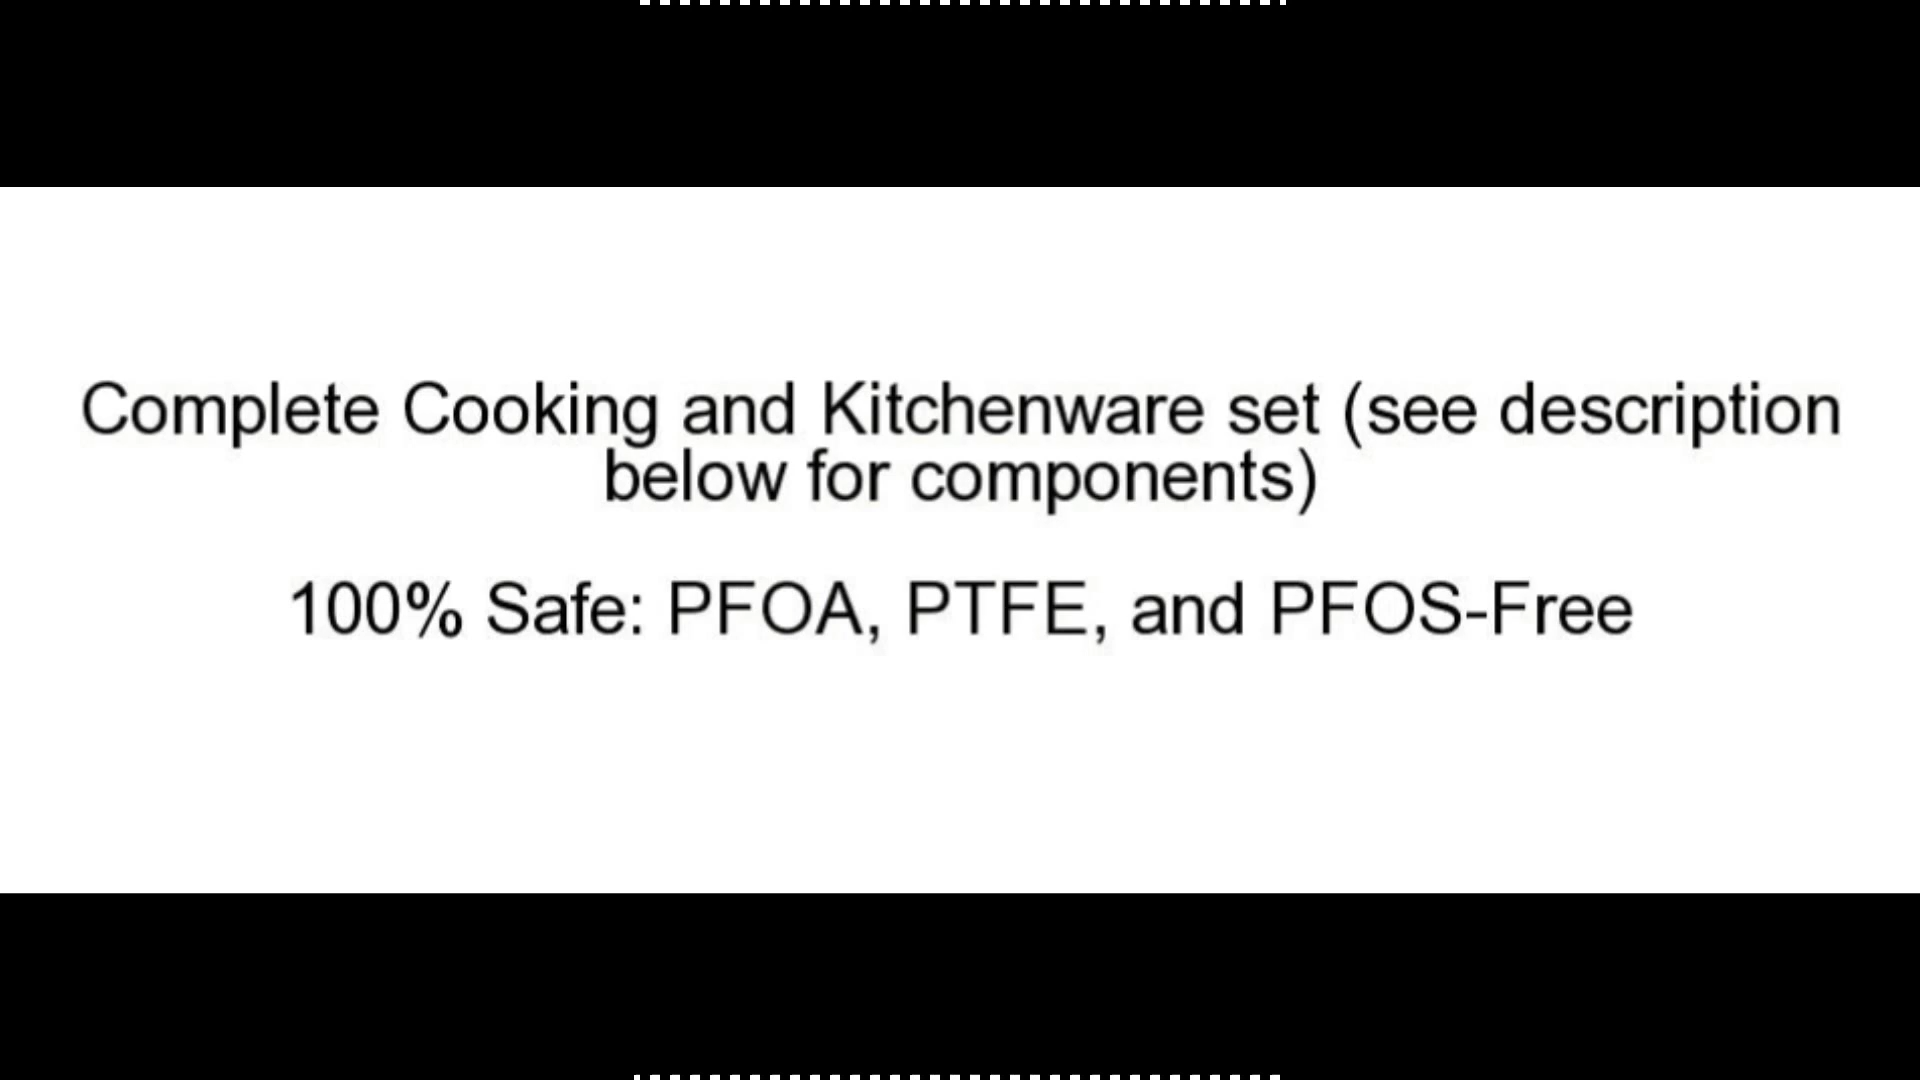 Complete Cooking and Kitchenware set (see description
below for components)
100% Safe: PFOA, PTFE, and PFOS-Free